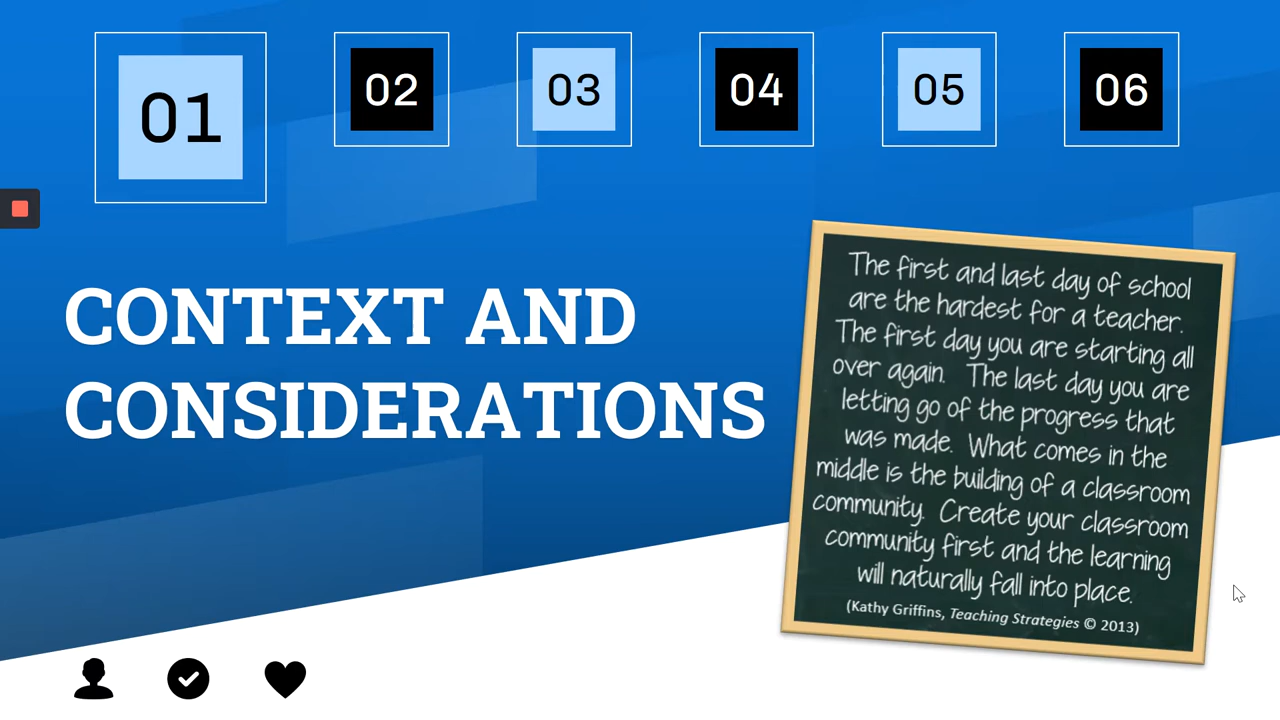 01
02
03
04
05
06
CONTEXT AND
CONSIDERATIONS
The first and last day of school
are the hardest for a teacher.
The first day you are starting all
over again. The last day you are
letting go of the progress that
was made. What comes in the
middle is the building of a classroom
community. Create your classroom
community first and the learning
will naturally fall into place.
(Kathy Griffins, Teaching Strategies © 2013)